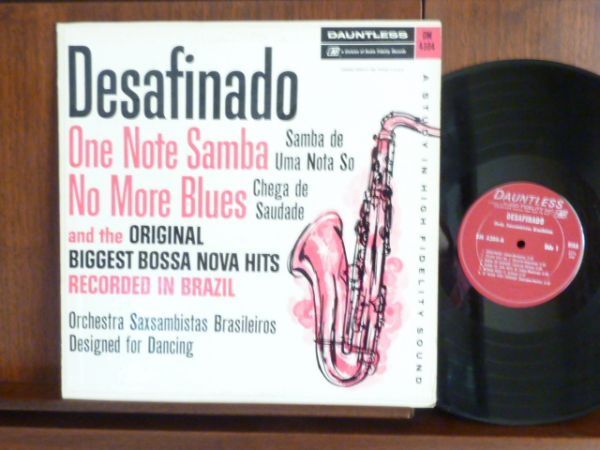 DAUNTLESS
a Division of Audio Fidelity Records
DM
4304
Desafinado
One Note Samba
Samba de
Uma Nota So
No More Blues
Chega de
Saudade
and the ORIGINAL
BIGGEST BOSSA NOVA HITS
RECORDED IN BRAZIL
Orchestra Saxsambistas Brasileiros
Designed for Dancing
A STUDY IN HIGH FIDELITY SOUND
DAUNTLESS
DESAFINADO
Side 1